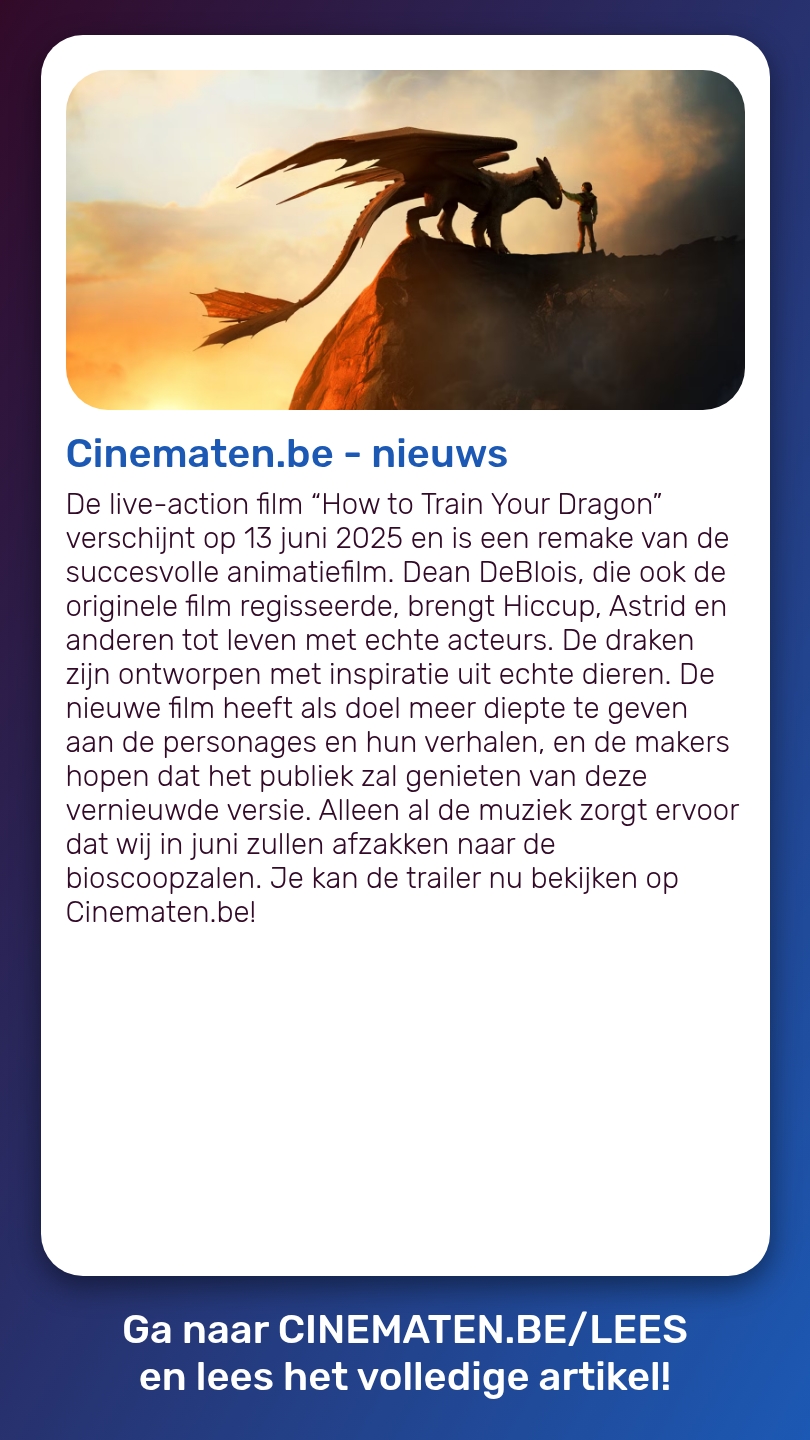 Cinematen.be - nieuws
De live-action film “How to Train Your Dragon”
verschijnt op 13 juni 2025 en is een remake van de
succesvolle animatiefilm. Dean DeBlois, die ook de
originele film regisseerde, brengt Hiccup, Astrid en
anderen tot leven met echte acteurs. De draken
zijn ontworpen met inspiratie uit echte dieren. De
nieuwe film heeft als doel meer diepte te geven
aan de personages en hun verhalen, en de makers
hopen dat het publiek zal genieten van deze
vernieuwde versie. Alleen al de muziek zorgt ervoor
dat wij in juni zullen afzakken naar de
bioscoopzalen. Je kan de trailer nu bekijken op
Cinematen.be!
Ga naar CINEMATEN.BE/LEES
en lees het volledige artikel!